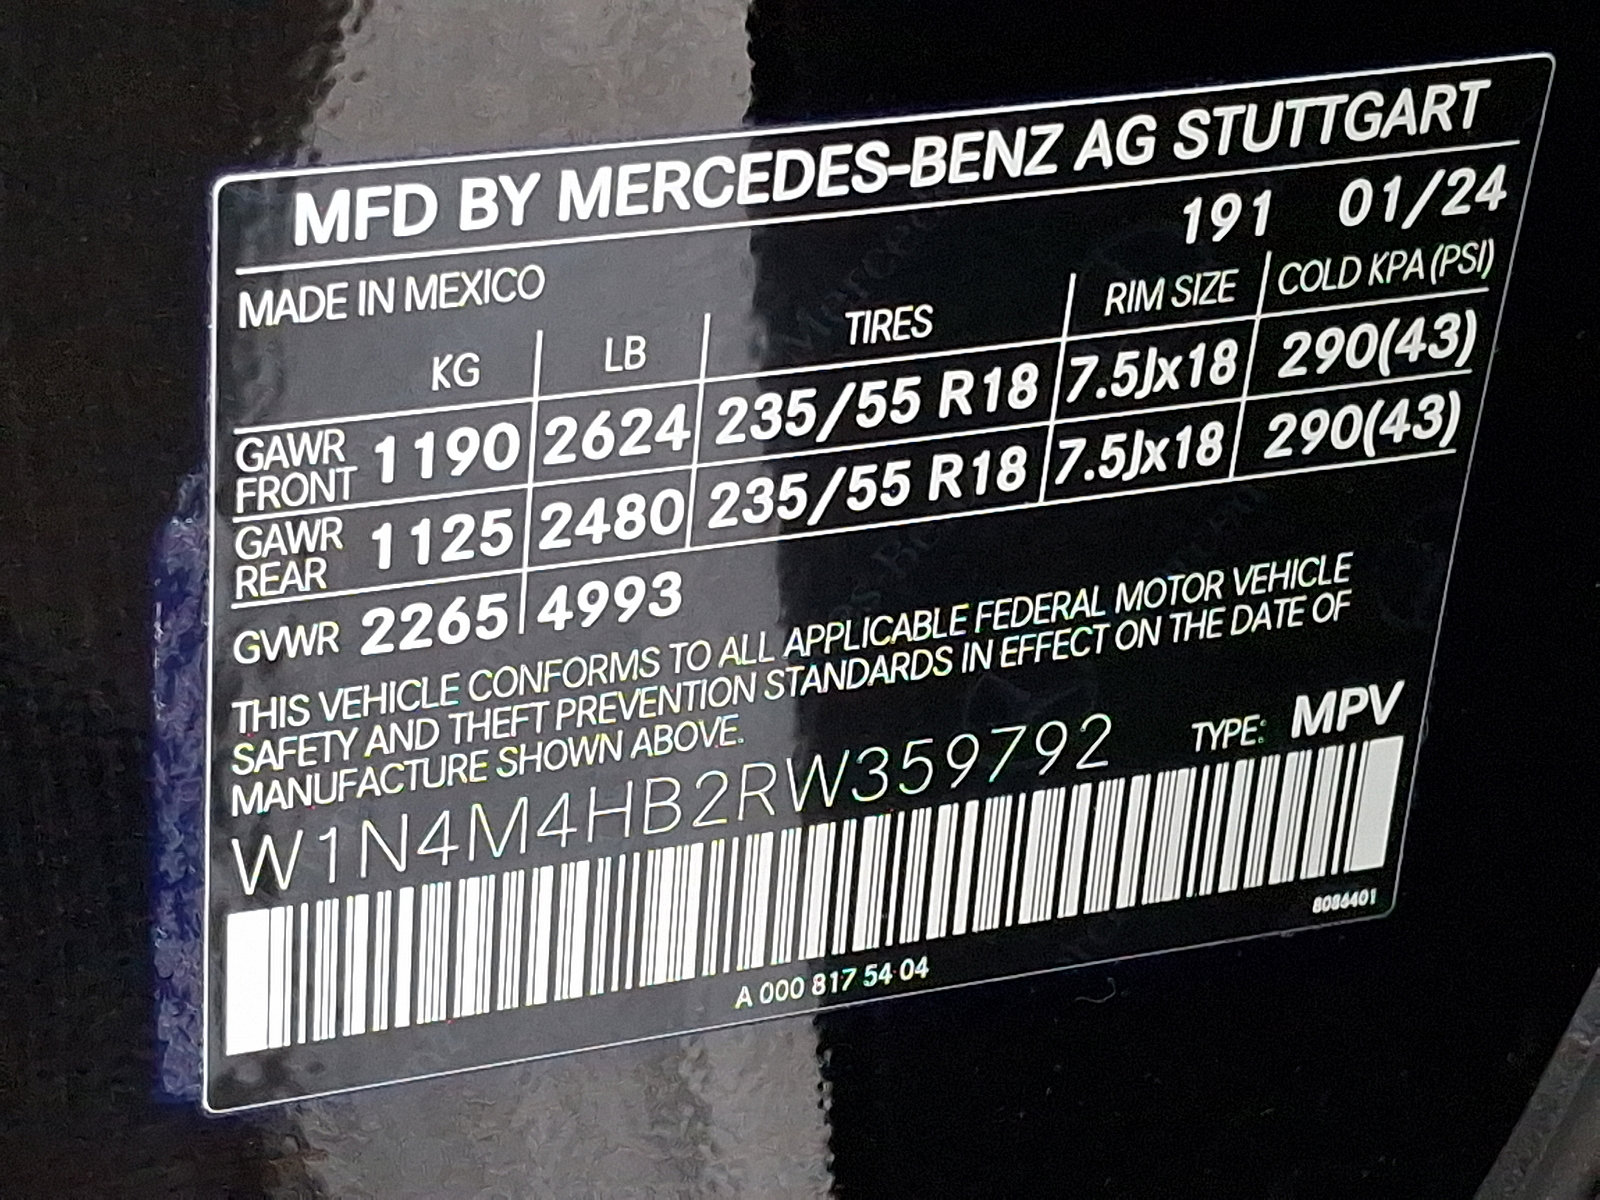 MFD BY MERCEDES-BENZ AG STUTTGART
191 01/24
MADE IN MEXICO
KG LB TIRES RIM SIZE COLD KPA (PSI)
GAWR FRONT 1190 2624 235/55 R18 7.5Jx18 290(43)
GAWR REAR 1125 2480 235/55 R18 7.5Jx18 290(43)
GVWR 2265 4993
THIS VEHICLE CONFORMS TO ALL APPLICABLE FEDERAL MOTOR VEHICLE
SAFETY AND THEFT PREVENTION STANDARDS IN EFFECT ON THE DATE OF
MANUFACTURE SHOWN ABOVE.
W1N4M4HB2RW359792 TYPE: MPV
A 000 817 54 04